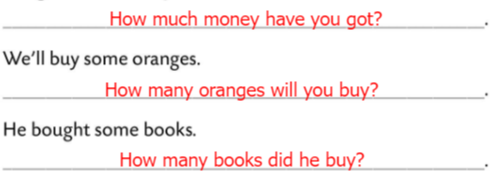 How much money have you got?.
We'll buy some oranges.
How many oranges will you buy?.
He bought some books.
How many books did he buy?.